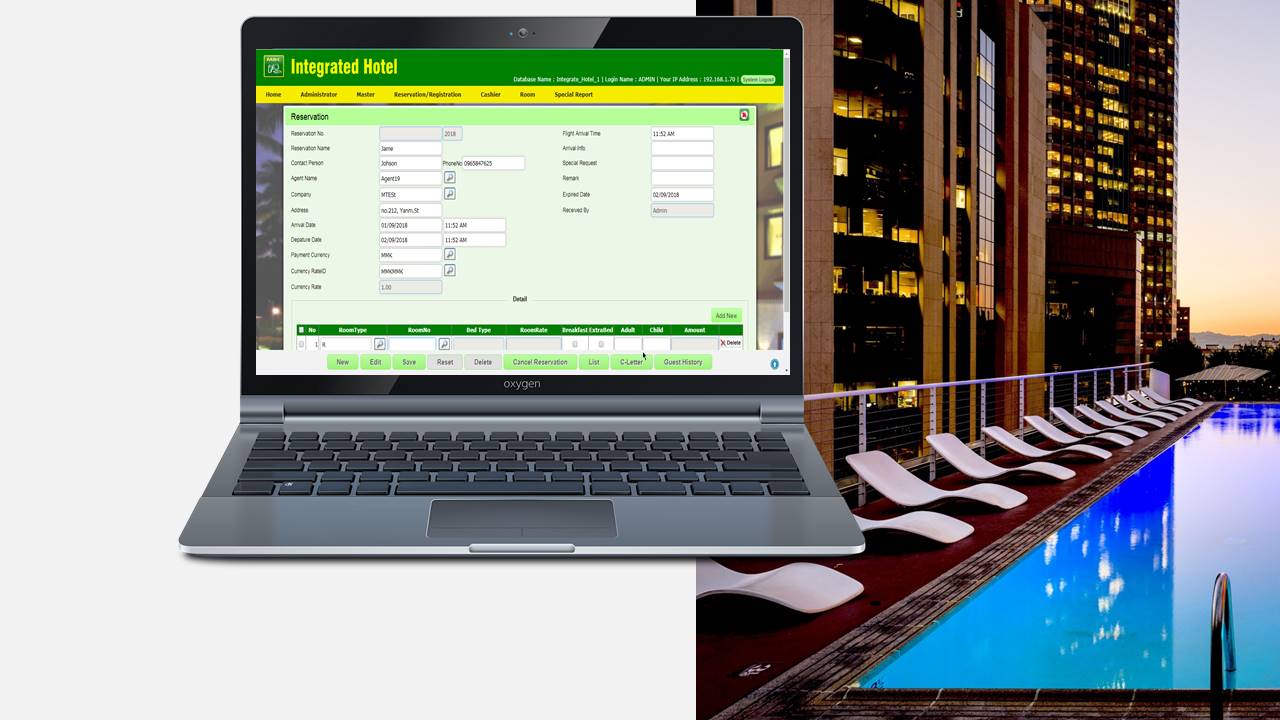 MBE
Integrated Hotel
Database Name : Integrate_Hotel_1 | Login Name : ADMIN | Your IP Address : 192.168.1.70 | System Logout
Home Administrator Master Reservation/Registration Cashier Room Special Report
Reservation
Reservation No. 2018 Flight Arrival Time 11:52 AM
Reservation Name Jame Arrival Info
Contact Person Johson PhoneNo 0965847625 Special Request
Agent Name Agent19 Remark
Company MTESt Expired Date 02/09/2018
Address no.212, Yanm,St Received By Admin
Arrival Date 01/09/2018 11:52 AM
Depature Date 02/09/2018 11:52 AM
Payment Currency MMK
Currency RateID MMKMMK
Currency Rate 1.00
Detail
Add New
No RoomType RoomNo Bed Type RoomRate Breakfast ExtraBed Adult Child Amount
1 R Delete
New Edit Save Reset Delete Cancel Reservation List C-Letter Guest History
oxygen